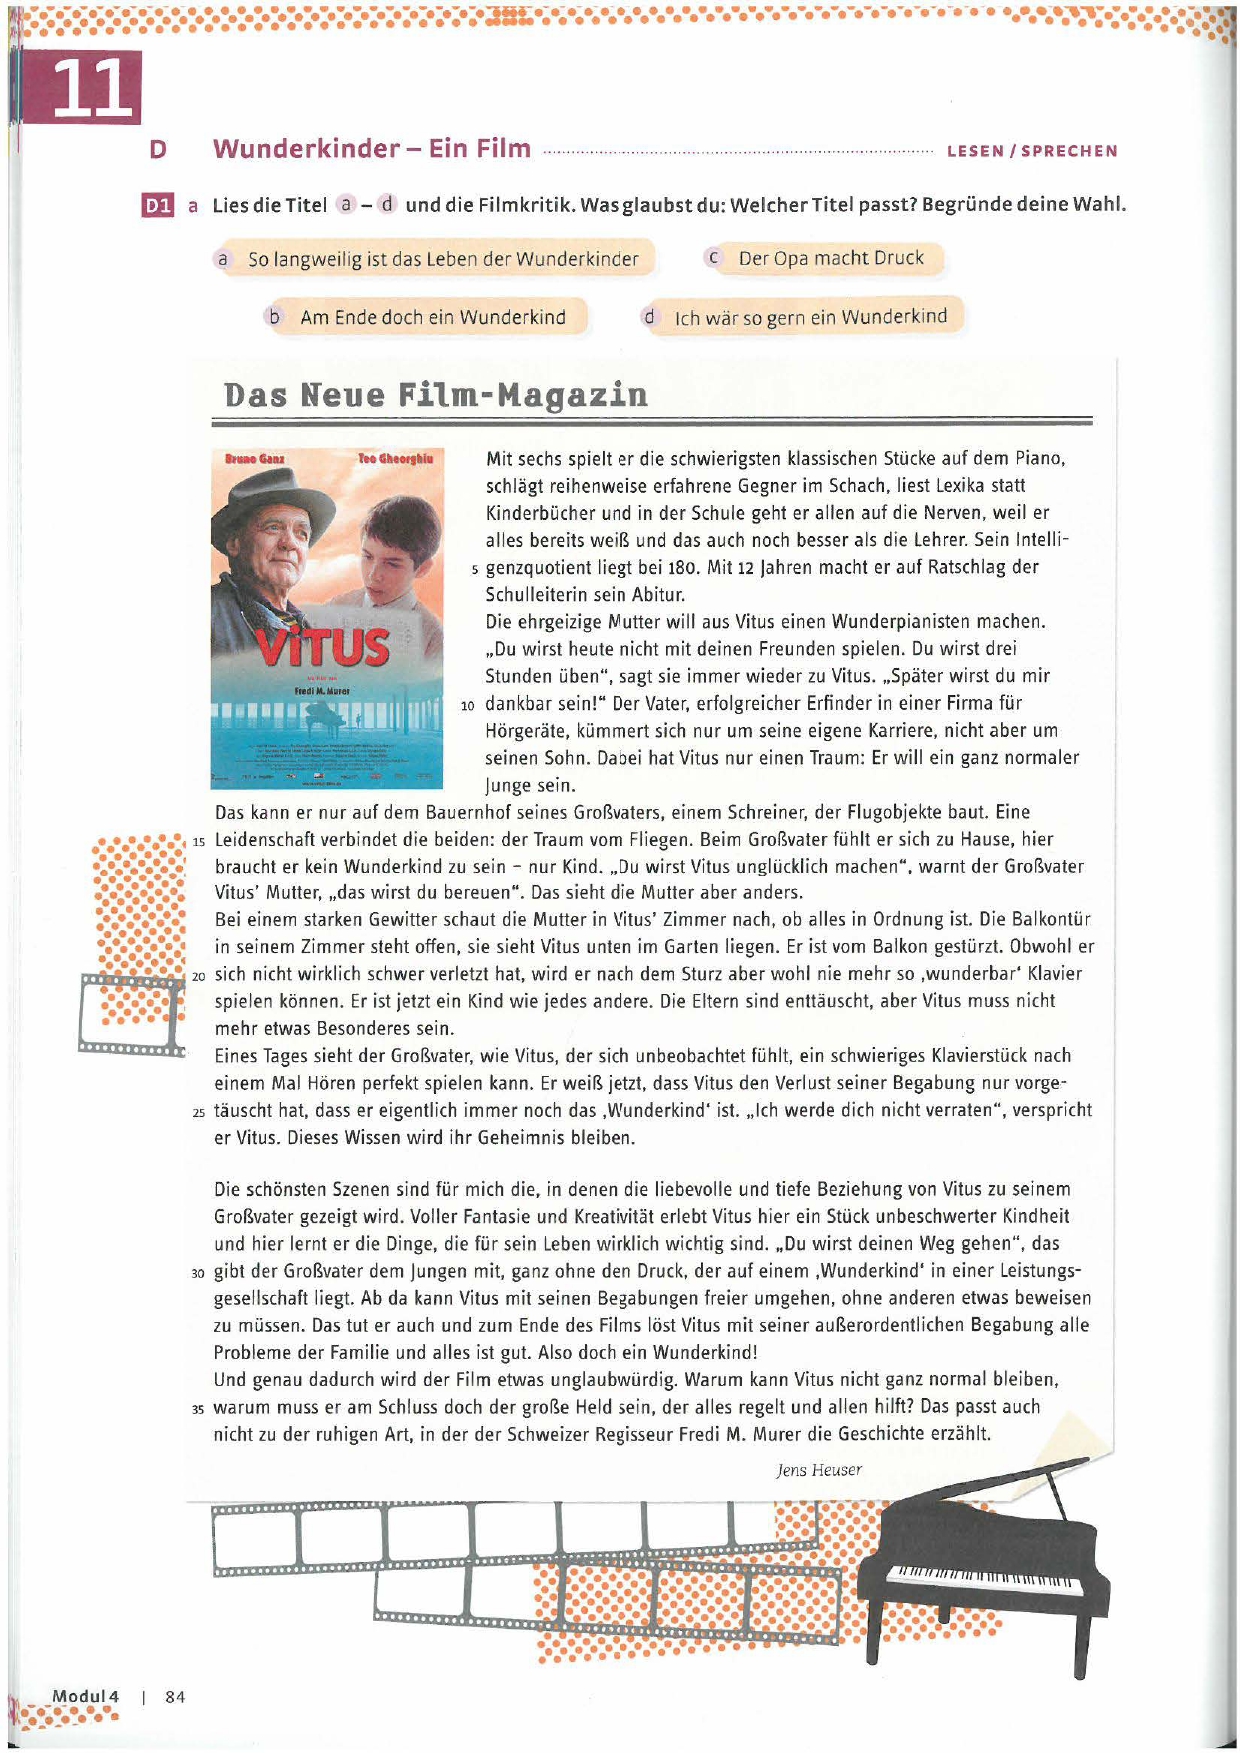 11
D Wunderkinder – Ein Film LESEN / SPRECHEN
D1 a Lies die Titel a – d und die Filmkritik. Was glaubst du: Welcher Titel passt? Begründe deine Wahl.
a So langweilig ist das Leben der Wunderkinder
c Der Opa macht Druck
b Am Ende doch ein Wunderkind
d Ich wär so gern ein Wunderkind
Das Neue Film-Magazin
Bruno Ganz Teo Gheorghiu
VITUS
Fredi M. Murer
Mit sechs spielt er die schwierigsten klassischen Stücke auf dem Piano,
schlägt reihenweise erfahrene Gegner im Schach, liest Lexika statt
Kinderbücher und in der Schule geht er allen auf die Nerven, weil er
alles bereits weiß und das auch noch besser als die Lehrer. Sein Intelli-
5 genzquotient liegt bei 180. Mit 12 Jahren macht er auf Ratschlag der
Schulleiterin sein Abitur.
Die ehrgeizige Mutter will aus Vitus einen Wunderpianisten machen.
„Du wirst heute nicht mit deinen Freunden spielen. Du wirst drei
Stunden üben“, sagt sie immer wieder zu Vitus. „Später wirst du mir
10 dankbar sein!“ Der Vater, erfolgreicher Erfinder in einer Firma für
Hörgeräte, kümmert sich nur um seine eigene Karriere, nicht aber um
seinen Sohn. Dabei hat Vitus nur einen Traum: Er will ein ganz normaler
Junge sein.
Das kann er nur auf dem Bauernhof seines Großvaters, einem Schreiner, der Flugobjekte baut. Eine
15 Leidenschaft verbindet die beiden: der Traum vom Fliegen. Beim Großvater fühlt er sich zu Hause, hier
braucht er kein Wunderkind zu sein – nur Kind. „Du wirst Vitus unglücklich machen“, warnt der Großvater
Vitus’ Mutter, „das wirst du bereuen“. Das sieht die Mutter aber anders.
Bei einem starken Gewitter schaut die Mutter in Vitus’ Zimmer nach, ob alles in Ordnung ist. Die Balkontür
in seinem Zimmer steht offen, sie sieht Vitus unten im Garten liegen. Er ist vom Balkon gestürzt. Obwohl er
20 sich nicht wirklich schwer verletzt hat, wird er nach dem Sturz aber wohl nie mehr so ‚wunderbar‘ Klavier
spielen können. Er ist jetzt ein Kind wie jedes andere. Die Eltern sind enttäuscht, aber Vitus muss nicht
mehr etwas Besonderes sein.
Eines Tages sieht der Großvater, wie Vitus, der sich unbeobachtet fühlt, ein schwieriges Klavierstück nach
einem Mal Hören perfekt spielen kann. Er weiß jetzt, dass Vitus den Verlust seiner Begabung nur vorge-
25 täuscht hat, dass er eigentlich immer noch das ‚Wunderkind‘ ist. „Ich werde dich nicht verraten“, verspricht
er Vitus. Dieses Wissen wird ihr Geheimnis bleiben.
Die schönsten Szenen sind für mich die, in denen die liebevolle und tiefe Beziehung von Vitus zu seinem
Großvater gezeigt wird. Voller Fantasie und Kreativität erlebt Vitus hier ein Stück unbeschwerter Kindheit
und hier lernt er die Dinge, die für sein Leben wirklich wichtig sind. „Du wirst deinen Weg gehen“, das
30 gibt der Großvater dem Jungen mit, ganz ohne den Druck, der auf einem ‚Wunderkind‘ in einer Leistungs-
gesellschaft liegt. Ab da kann Vitus mit seinen Begabungen freier umgehen, ohne anderen etwas beweisen
zu müssen. Das tut er auch und zum Ende des Films löst Vitus mit seiner außerordentlichen Begabung alle
Probleme der Familie und alles ist gut. Also doch ein Wunderkind!
Und genau dadurch wird der Film etwas unglaubwürdig. Warum kann Vitus nicht ganz normal bleiben,
35 warum muss er am Schluss doch der große Held sein, der alles regelt und allen hilft? Das passt auch
nicht zu der ruhigen Art, in der der Schweizer Regisseur Fredi M. Murer die Geschichte erzählt.
Jens Heuser
Modul 4 | 84